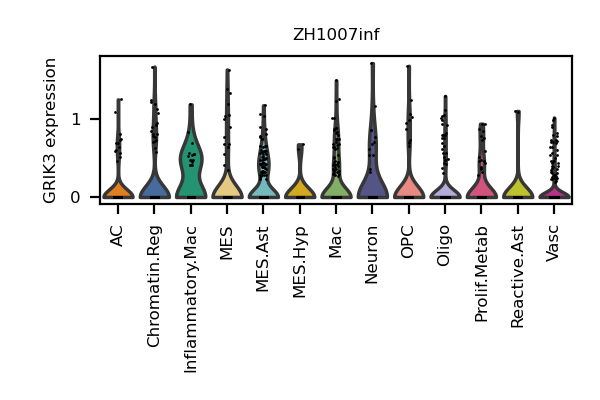 ZH1007inf
GRIK3 expression
1
0
AC
Chromatin.Reg
Inflammatory.Mac
MES
MES.Ast
MES.Hyp
Mac
Neuron
OPC
Oligo
Prolif.Metab
Reactive.Ast
Vasc